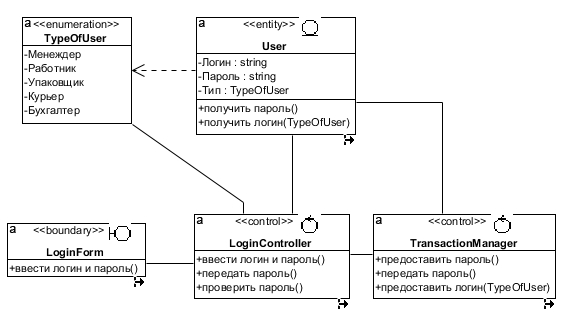 a <<enumeration>>
TypeOfUser
-Менеждер
-Работник
-Упаковщик
-Курьер
-Бухгалтер
a <<entity>>
User
-Логин : string
-Пароль : string
-Тип : TypeOfUser
+получить пароль()
+получить логин(TypeOfUser)
a <<boundary>>
LoginForm
+ввести логин и пароль()
a <<control>>
LoginController
+ввести логин и пароль()
+передать пароль()
+проверить пароль()
a <<control>>
TransactionManager
+предоставить пароль()
+передать пароль()
+предоставить логин(TypeOfUser)